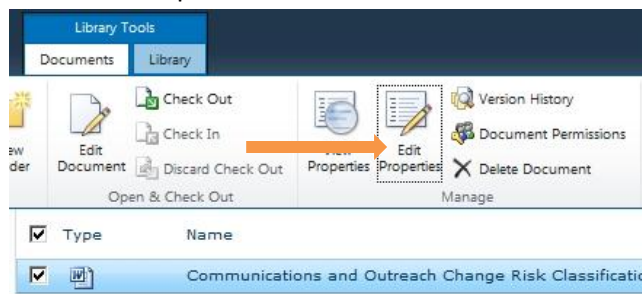 Library Tools
Documents Library
Check Out
Version History
Check In
Document Permissions
Edit
Edit
Document
Discard Check Out
Properties
Properties
Delete Document
Open & Check Out
Manage
Type Name
Communications and Outreach Change Risk